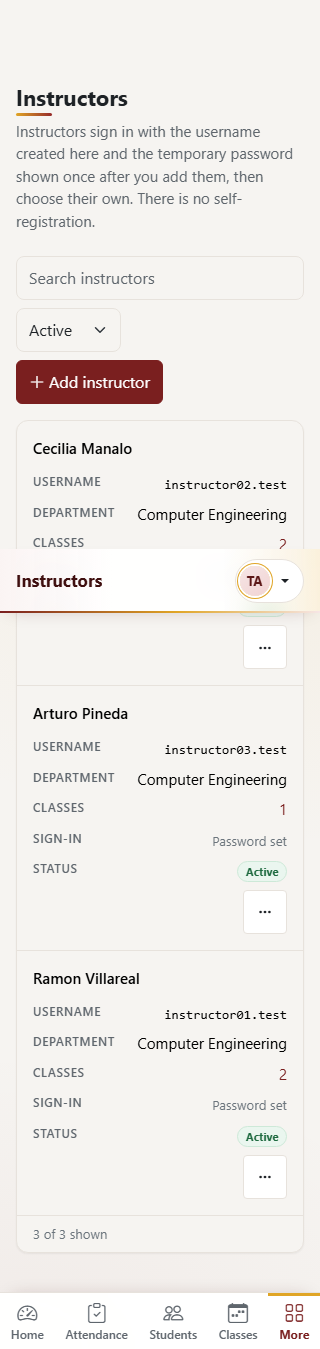 Instructors
Instructors sign in with the username
created here and the temporary password
shown once after you add them, then
choose their own. There is no self-
registration.
Search instructors
Active
+ Add instructor
Cecilia Manalo
USERNAME instructor02.test
DEPARTMENT Computer Engineering
CLASSES 2
Instructors TA
...
Arturo Pineda
USERNAME instructor03.test
DEPARTMENT Computer Engineering
CLASSES 1
SIGN-IN Password set
STATUS Active
...
Ramon Villareal
USERNAME instructor01.test
DEPARTMENT Computer Engineering
CLASSES 2
SIGN-IN Password set
STATUS Active
...
3 of 3 shown
Home Attendance Students Classes More